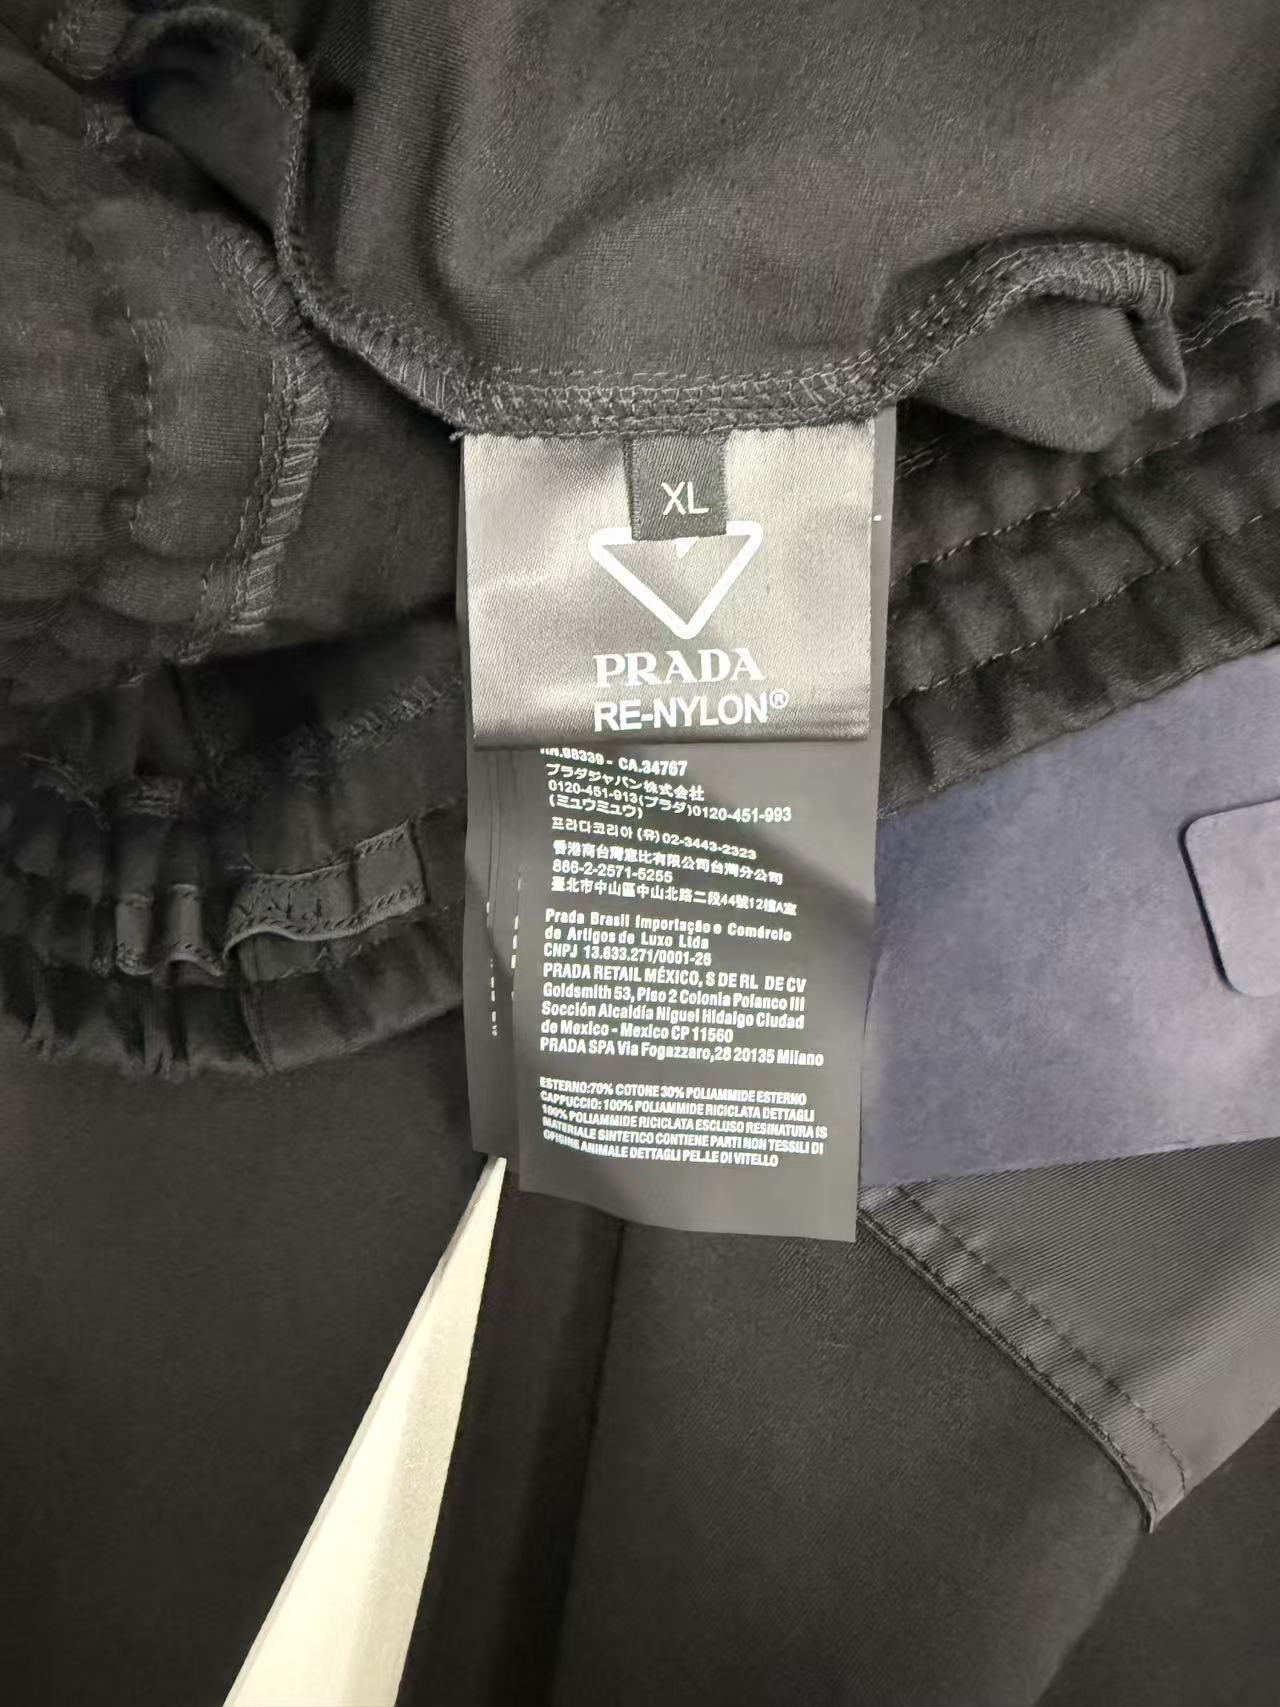 XL
PRADA
RE-NYLON®
RN.98339 - CA.34767
プラダジャパン株式会社
0120-451-913(プラダ)0120-451-993
(ミュウミュウ)
프라다코리아 (유) 02-3443-2323
香港商台灣意比有限公司台灣分公司
886-2-2571-5255
臺北市中山區中山北路二段44號12樓A室
Prada Brasil Importação e Comércio
de Artigos de Luxo Ltda
CNPJ 13.633.271/0001-26
PRADA RETAIL MÉXICO, S DE RL DE CV
Goldsmith 53, Piso 2 Colonia Polanco III
Socción Alcaldía Niguel Hidalgo Ciudad
de Mexico - Mexico CP 11560
PRADA SPA Via Fogazzaro,28 20135 Milano
ESTERNO:70% COTONE 30% POLIAMMIDE ESTERNO
CAPPUCCIO: 100% POLIAMMIDE RICICLATA DETTAGLI
100% POLIAMMIDE RICICLATA ESCLUSO RESINATURA IS
MATERIALE SINTETICO CONTIENE PARTI NON TESSILI DI
OFIGINE ANIMALE DETTAGLI PELLE DI VITELLO